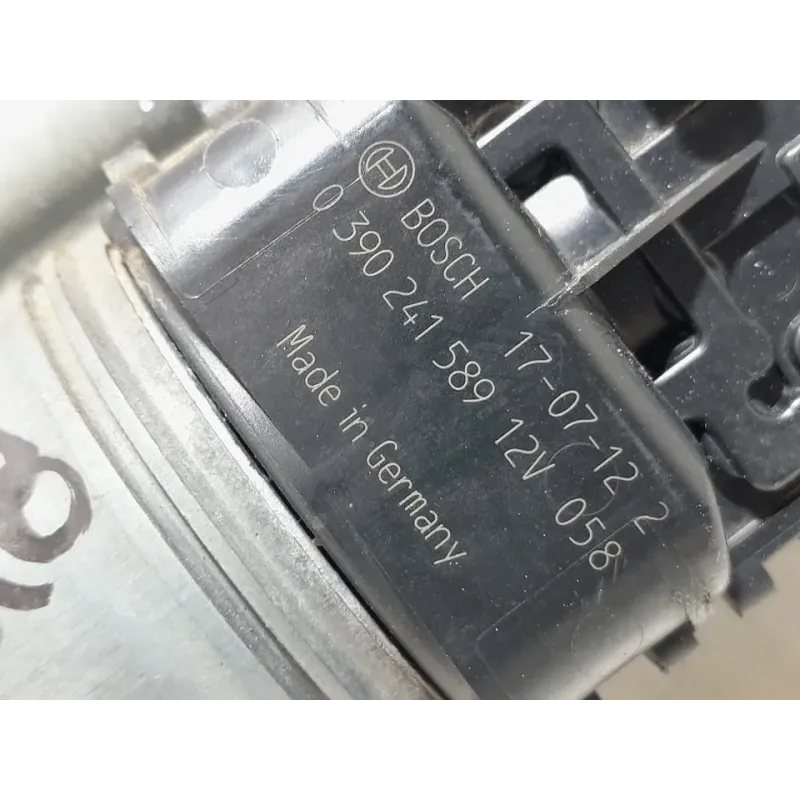 BOSCH 17-07-12 2
0 390 241 589 12V 058
Made in Germany